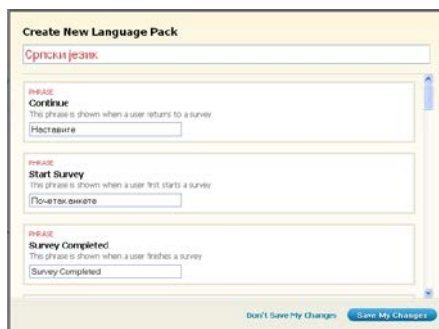 Create New Language Pack
Српски језик
PHRASE
Continue
This phrase is shown when a user returns to a survey
Наставите
PHRASE
Start Survey
This phrase is shown when a user first starts a survey
Почетак анкете
PHRASE
Survey Completed
This phrase is shown when a user finishes a survey
Survey Completed
Don't Save My Changes Save My Changes